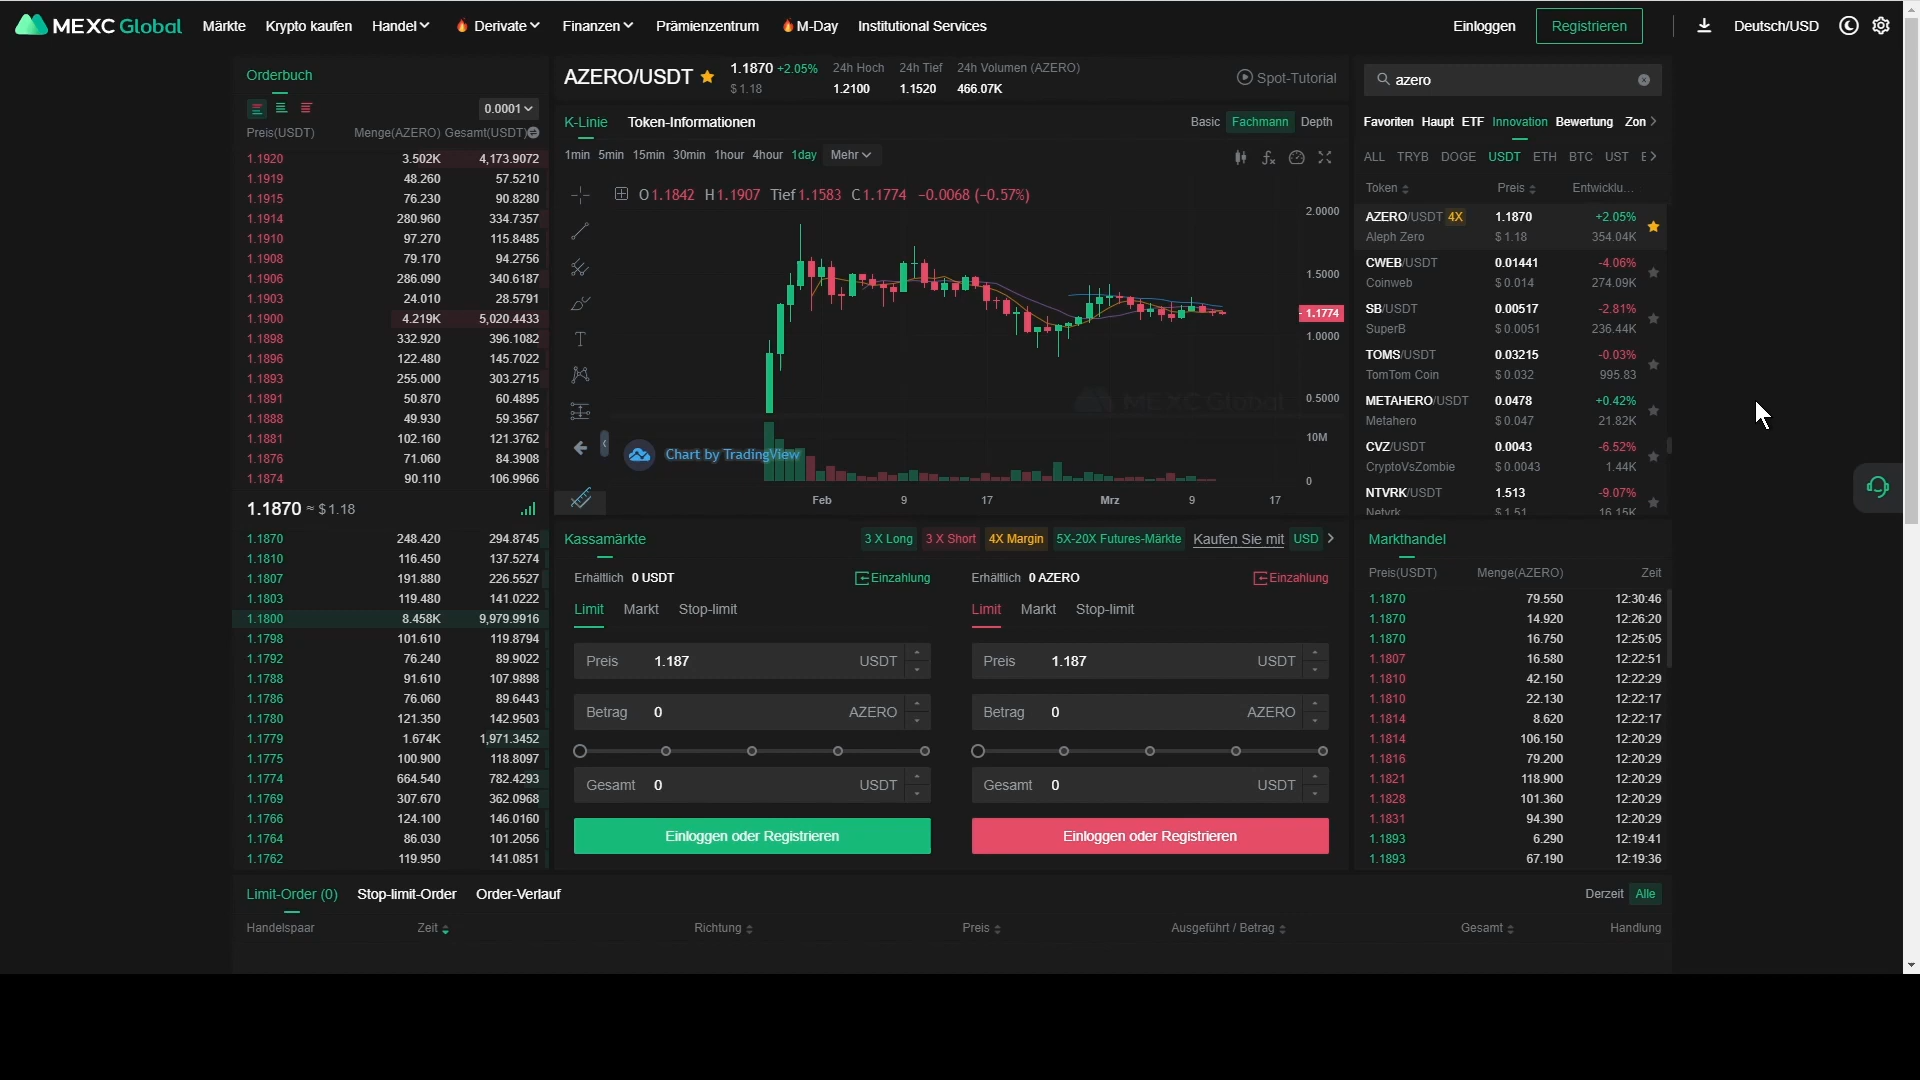 MEXC Global Märkte Krypto kaufen Handel Derivate Finanzen Prämienzentrum M-Day Institutional Services Einloggen Registrieren Deutsch/USD
Orderbuch
0.0001
Preis(USDT) Menge(AZERO) Gesamt(USDT)
1.1920 3.502K 4,173.9072
1.1919 48.260 57.5210
1.1915 76.230 90.8280
1.1914 280.960 334.7357
1.1910 97.270 115.8485
1.1908 79.170 94.2756
1.1906 286.090 340.6187
1.1903 24.010 28.5791
1.1900 4.219K 5,020.4433
1.1898 332.920 396.1082
1.1896 122.480 145.7022
1.1893 255.000 303.2715
1.1891 50.870 60.4895
1.1888 49.930 59.3567
1.1881 102.160 121.3762
1.1876 71.060 84.3908
1.1874 90.110 106.9966
1.1870 ≈ $1.18
1.1870 248.420 294.8745
1.1810 116.450 137.5274
1.1807 191.880 226.5527
1.1803 119.480 141.0222
1.1800 8.458K 9,979.9916
1.1798 101.610 119.8794
1.1792 76.240 89.9022
1.1788 91.610 107.9898
1.1786 76.060 89.6443
1.1780 121.350 142.9503
1.1779 1.674K 1,971.3452
1.1775 100.900 118.8097
1.1774 664.540 782.4293
1.1769 307.670 362.0968
1.1766 124.100 146.0160
1.1764 86.030 101.2056
1.1762 119.950 141.0851
AZERO/USDT 1.1870 +2.05% 24h Hoch 24h Tief 24h Volumen (AZERO) Spot-Tutorial
$ 1.18 1.2100 1.1520 466.07K
K-Linie Token-Informationen Basic Fachmann Depth
1min 5min 15min 30min 1hour 4hour 1day Mehr
O 1.1842 H 1.1907 Tief 1.1583 C 1.1774 −0.0068 (−0.57%)
2.0000
1.5000
1.1774
1.0000
0.5000
MEXC Global
10M
Chart by TradingView
0
Feb 9 17 Mrz 9 17
Kassamärkte 3 X Long 3 X Short 4X Margin 5X-20X Futures-Märkte Kaufen Sie mit USD
Erhältlich 0 USDT Einzahlung
Limit Markt Stop-limit
Preis 1.187 USDT
Betrag 0 AZERO
Gesamt 0 USDT
Einloggen oder Registrieren
Erhältlich 0 AZERO Einzahlung
Limit Markt Stop-limit
Preis 1.187 USDT
Betrag 0 AZERO
Gesamt 0 USDT
Einloggen oder Registrieren
azero
Favoriten Haupt ETF Innovation Bewertung Zon
ALL TRYB DOGE USDT ETH BTC UST
Token Preis Entwicklu...
AZERO/USDT 4X 1.1870 +2.05%
Aleph Zero $ 1.18 354.04K
CWEB/USDT 0.01441 -4.06%
Coinweb $ 0.014 274.09K
SB/USDT 0.00517 -2.81%
SuperB $ 0.0051 236.44K
TOMS/USDT 0.03215 -0.03%
TomTom Coin $ 0.032 995.83
METAHERO/USDT 0.0478 +0.42%
Metahero $ 0.047 21.82K
CVZ/USDT 0.0043 -6.52%
CryptoVsZombie $ 0.0043 1.44K
NTVRK/USDT 1.513 -9.07%
Netvrk $ 1.51 16.15K
Markthandel
Preis(USDT) Menge(AZERO) Zeit
1.1870 79.550 12:30:46
1.1870 14.920 12:26:20
1.1870 16.750 12:25:05
1.1807 16.580 12:22:51
1.1810 42.150 12:22:29
1.1810 22.130 12:22:17
1.1814 8.620 12:22:17
1.1814 106.150 12:20:29
1.1816 79.200 12:20:29
1.1821 118.900 12:20:29
1.1828 101.360 12:20:29
1.1831 94.390 12:20:29
1.1893 6.290 12:19:41
1.1893 67.190 12:19:36
Limit-Order (0) Stop-limit-Order Order-Verlauf Derzeit Alle
Handelspaar Zeit Richtung Preis Ausgeführt / Betrag Gesamt Handlung